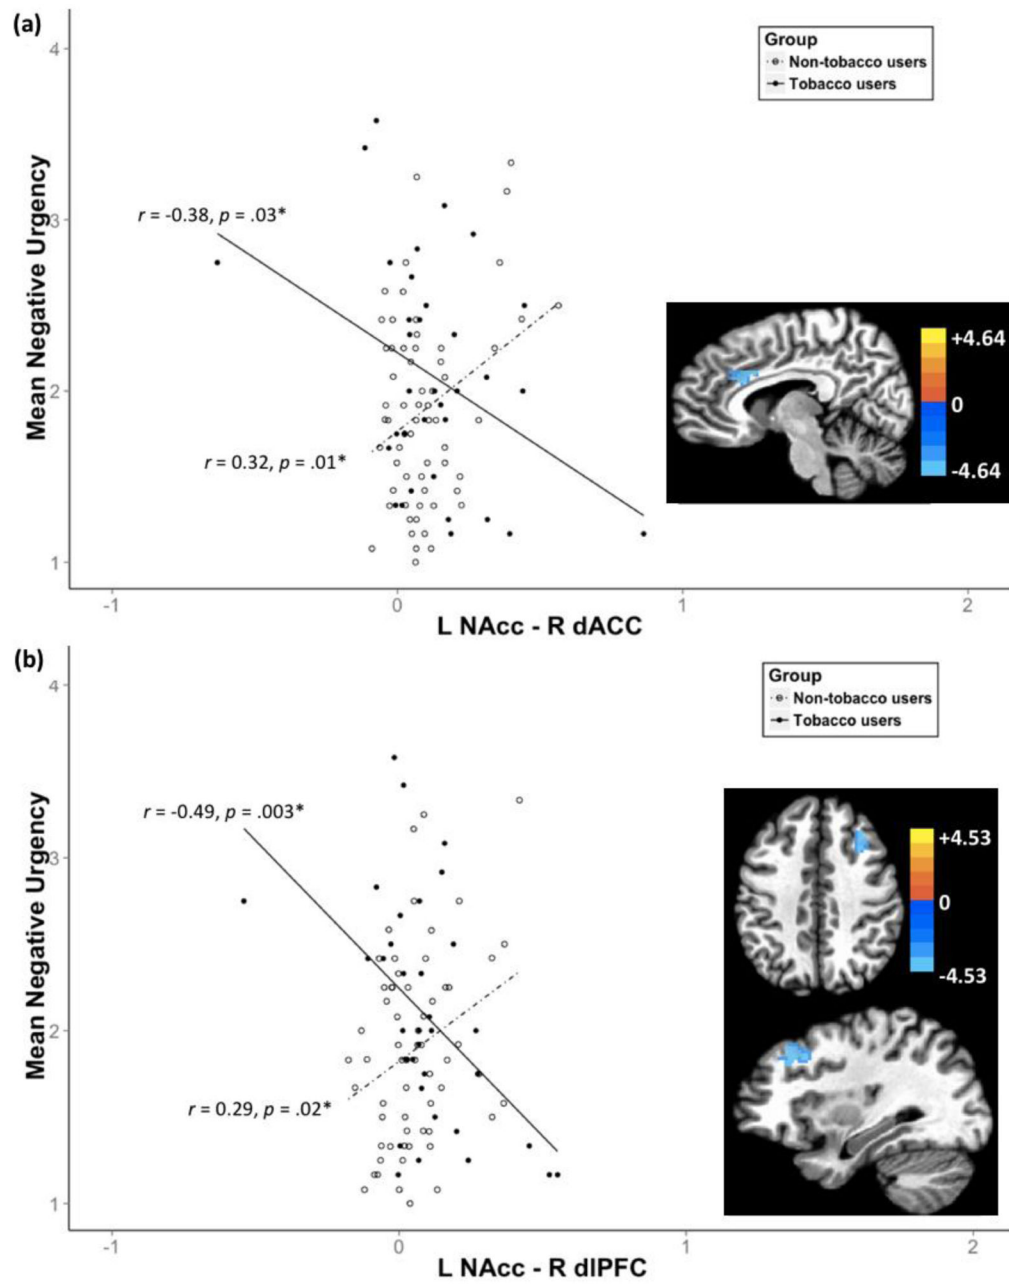 (a)
4
3
2
1
Mean Negative Urgency
Group
Non-tobacco users
Tobacco users
r = -0.38, p = .03*
r = 0.32, p = .01*
+4.64
0
-4.64
-1
0
1
2
L NAcc - R dACC
(b)
4
3
2
1
Mean Negative Urgency
Group
Non-tobacco users
Tobacco users
r = -0.49, p = .003*
r = 0.29, p = .02*
+4.53
0
-4.53
-1
0
1
2
L NAcc - R dlPFC